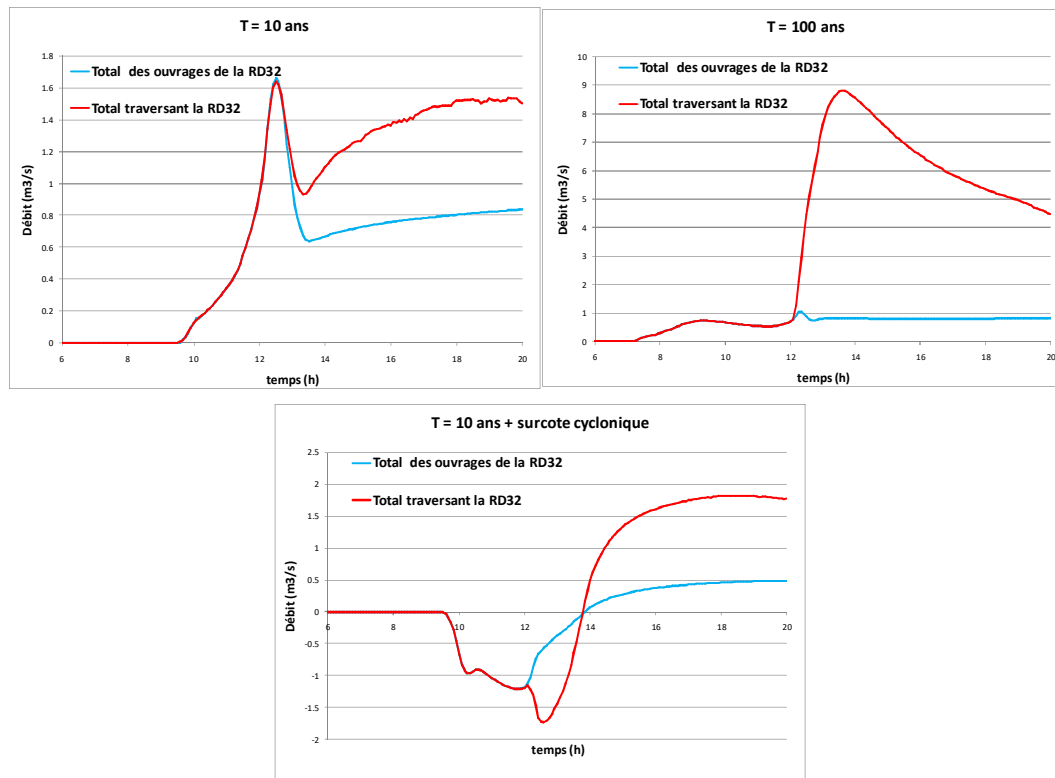 T = 10 ans
1.8
1.6
1.4
1.2
1
0.8
0.6
0.4
0.2
0
Débit (m3/s)
Total des ouvrages de la RD32
Total traversant la RD32
6 8 10 12 14 16 18 20
temps (h)
T = 100 ans
10
9
8
7
6
5
4
3
2
1
0
Débit (m3/s)
Total des ouvrages de la RD32
Total traversant la RD32
6 8 10 12 14 16 18 20
temps (h)
T = 10 ans + surcote cyclonique
2.5
2
1.5
1
0.5
0
-0.5
-1
-1.5
-2
Débit (m3/s)
Total des ouvrages de la RD32
Total traversant la RD32
6 8 10 12 14 16 18 20
temps (h)